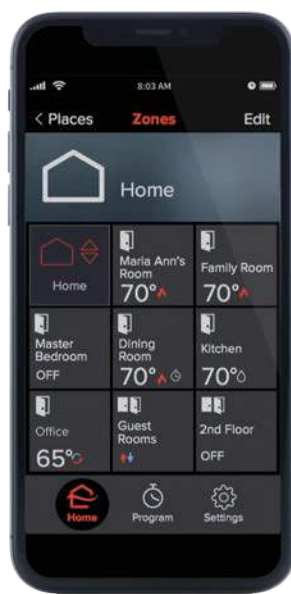 8:03 AM
< Places Zones Edit
Home
Home
Maria Ann's
Room
70°
Family Room
70°
Master
Bedroom
OFF
Dining
Room
70°
Kitchen
70°
Office
65°
Guest
Rooms
2nd Floor
OFF
Home Program Settings